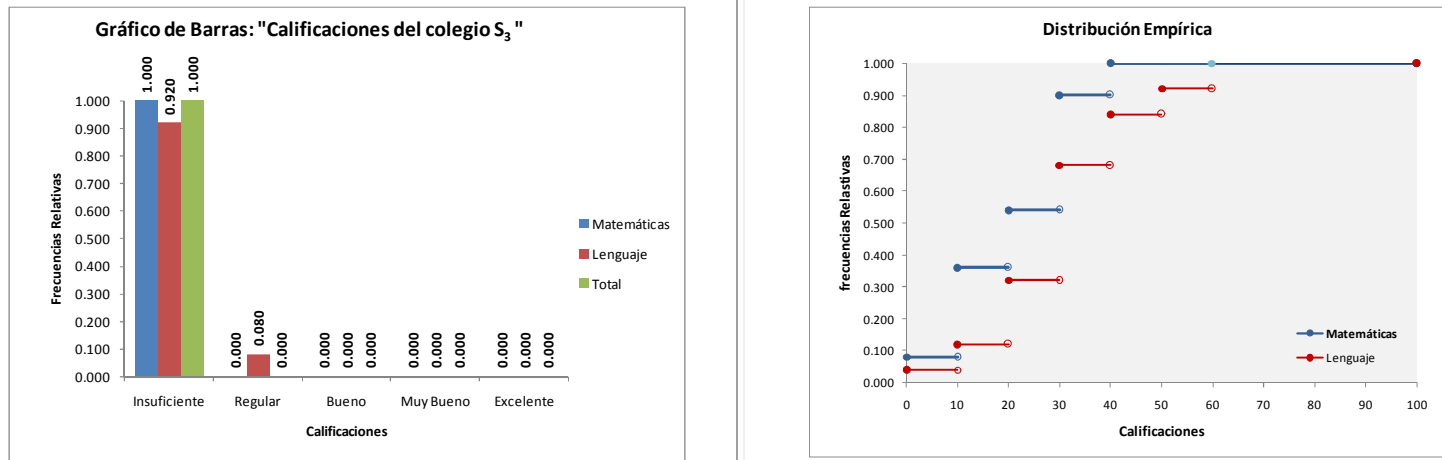 Gráfico de Barras: "Calificaciones del colegio S₃"
Frecuencias Relativas
1.000
0.900
0.800
0.700
0.600
0.500
0.400
0.300
0.200
0.100
0.000
1.000 0.920 1.000
0.000 0.080 0.000
0.000 0.000 0.000
0.000 0.000 0.000
0.000 0.000 0.000
Insuficiente Regular Bueno Muy Bueno Excelente
Calificaciones
Matemáticas
Lenguaje
Total
Distribución Empírica
frecuencias Relastivas
1.000
0.900
0.800
0.700
0.600
0.500
0.400
0.300
0.200
0.100
0.000
0 10 20 30 40 50 60 70 80 90 100
Calificaciones
Matemáticas
Lenguaje